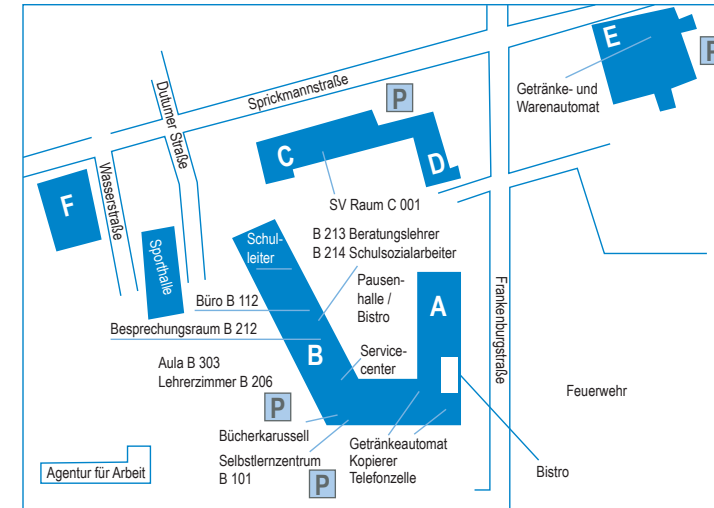 E
P
Getränke- und
Warenautomat
Sprickmannstraße
P
Dutumer
Straße
C
D
Wasserstraße
F
SV Raum C 001
Sporthalle
Schul-
leiter
B 213 Beratungslehrer
B 214 Schulsozialarbeiter
Pausen-
halle /
Bistro
A
Frankenburgstraße
Büro B 112
Besprechungsraum B 212
B
Service-
center
Aula B 303
Lehrerzimmer B 206
Feuerwehr
P
Bücherkarussell
Selbstlernzentrum
B 101
P
Getränkeautomat
Kopierer
Telefonzelle
Bistro
Agentur für Arbeit